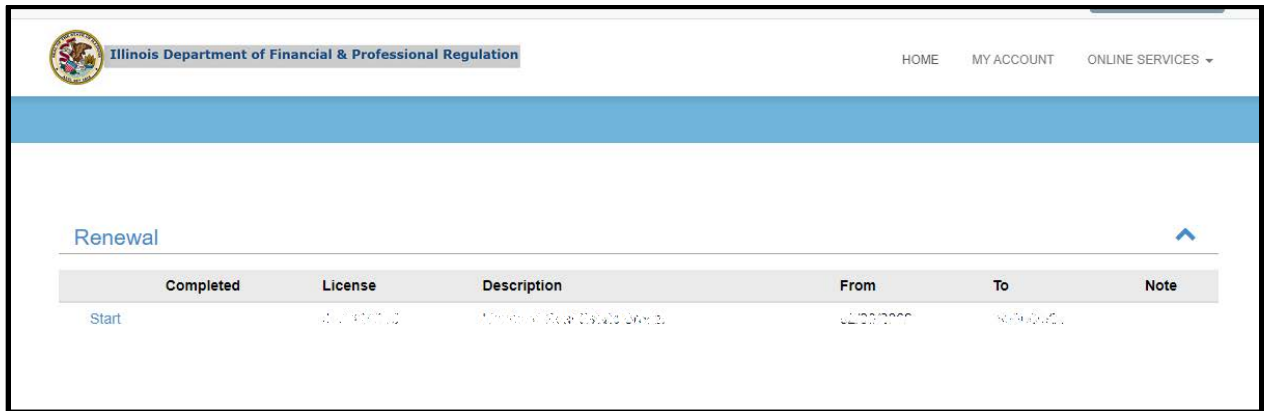 Illinois Department of Financial & Professional Regulation
HOME MY ACCOUNT ONLINE SERVICES
Renewal
Completed License Description From To Note
Start